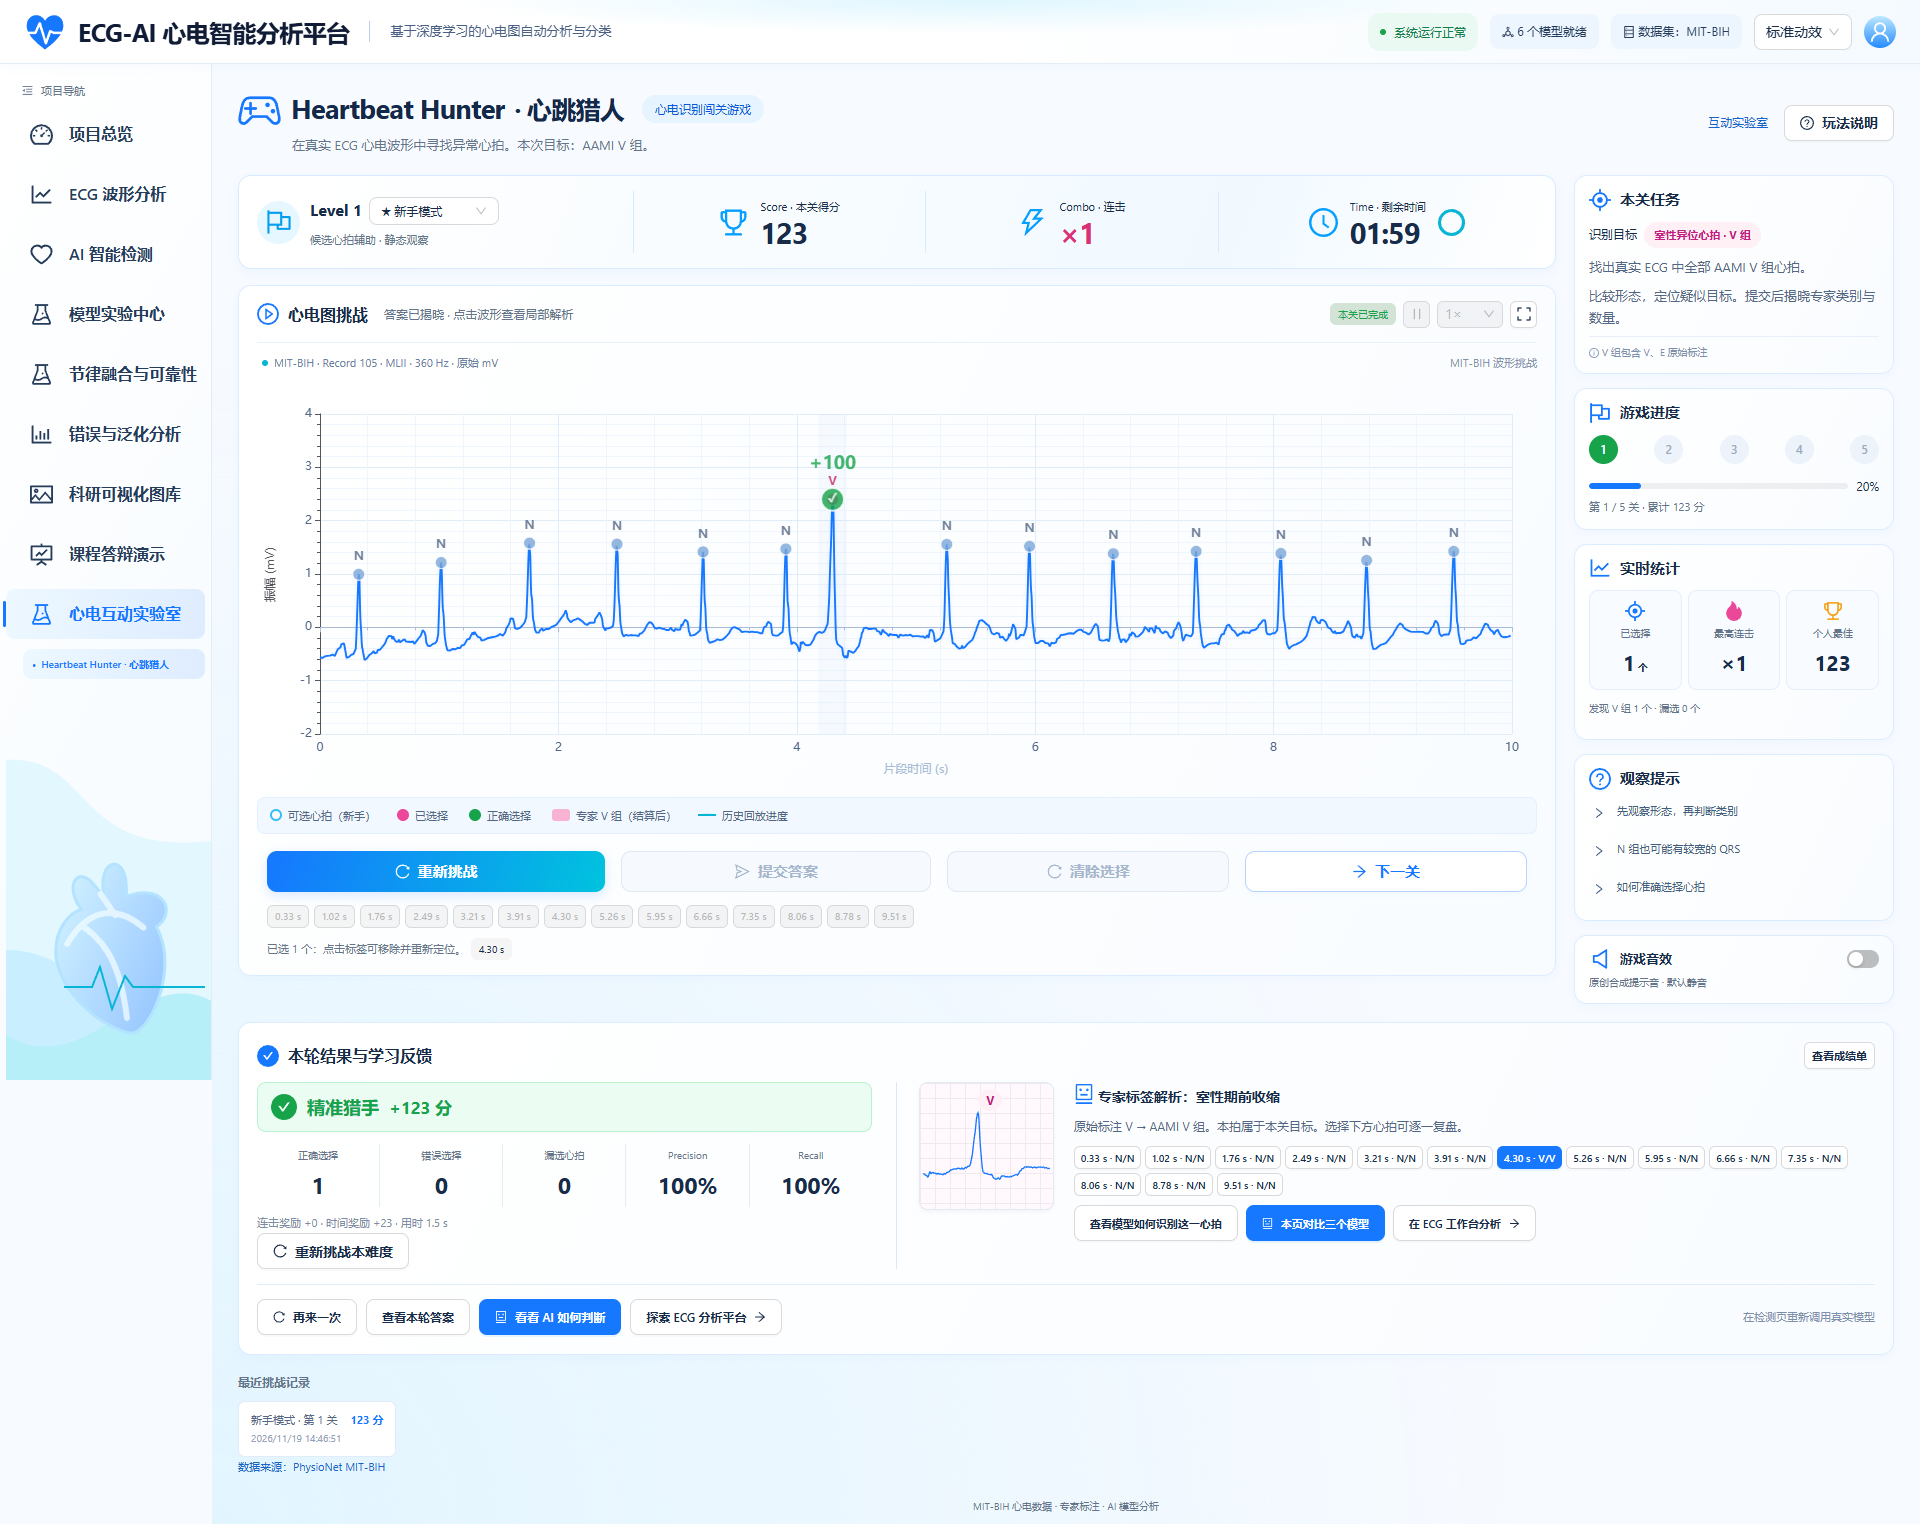 ECG-AI 心电智能分析平台
基于深度学习的心电图自动分析与分类
系统运行正常
6 个模型就绪
数据集：MIT-BIH
标准动效
项目导航
项目总览
ECG 波形分析
AI 智能检测
模型实验中心
节律融合与可靠性
错误与泛化分析
科研可视化图库
课程答辩演示
心电互动实验室
Heartbeat Hunter · 心跳猎人
Heartbeat Hunter · 心跳猎人
心电识别闯关游戏
在真实 ECG 心电波形中寻找异常心拍。本次目标：AAMI V 组。
互动实验室
玩法说明
Level 1
★ 新手模式
候选心拍辅助 · 静态观察
Score · 本关得分
123
Combo · 连击
×1
Time · 剩余时间
01:59
心电图挑战
答案已揭晓 · 点击波形查看局部解析
本关已完成
1×
MIT-BIH · Record 105 · MLII · 360 Hz · 原始 mV
MIT-BIH 波形挑战
振幅 (mV)
4
3
2
1
0
-1
-2
+100
V
N
N
N
N
N
N
N
N
N
N
N
N
N
0
2
4
6
8
10
片段时间 (s)
可选心拍（新手）
已选择
正确选择
专家 V 组（结算后）
历史回放进度
重新挑战
提交答案
清除选择
下一关
0.33 s
1.02 s
1.76 s
2.49 s
3.21 s
3.91 s
4.30 s
5.26 s
5.95 s
6.66 s
7.35 s
8.06 s
8.78 s
9.51 s
已选 1 个：点击标签可移除并重新定位。
4.30 s
本关任务
识别目标
室性异位心拍 · V 组
找出真实 ECG 中全部 AAMI V 组心拍。
比较形态，定位疑似目标。提交后揭晓专家类别与
数量。
V 组包含 V、E 原始标注
游戏进度
1
2
3
4
5
20%
第 1 / 5 关 · 累计 123 分
实时统计
已选择
1 个
最高连击
×1
个人最佳
123
发现 V 组 1 个 · 漏选 0 个
观察提示
先观察形态，再判断类别
N 组也可能有较宽的 QRS
如何准确选择心拍
游戏音效
原创合成提示音 · 默认静音
本轮结果与学习反馈
查看成绩单
精准猎手 +123 分
正确选择
1
错误选择
0
漏选心拍
0
Precision
100%
Recall
100%
连击奖励 +0 · 时间奖励 +23 · 用时 1.5 s
重新挑战本难度
V
专家标签解析：室性期前收缩
原始标注 V → AAMI V 组。本拍属于本关目标。选择下方心拍可逐一复盘。
0.33 s · N/N
1.02 s · N/N
1.76 s · N/N
2.49 s · N/N
3.21 s · N/N
3.91 s · N/N
4.30 s · V/V
5.26 s · N/N
5.95 s · N/N
6.66 s · N/N
7.35 s · N/N
8.06 s · N/N
8.78 s · N/N
9.51 s · N/N
查看模型如何识别这一心拍
本页对比三个模型
在 ECG 工作台分析
再来一次
查看本轮答案
看看 AI 如何判断
探索 ECG 分析平台
在检测页重新调用真实模型
最近挑战记录
新手模式 · 第 1 关
123 分
2026/11/19 14:46:51
数据来源：PhysioNet MIT-BIH
MIT-BIH 心电数据 · 专家标注 · AI 模型分析